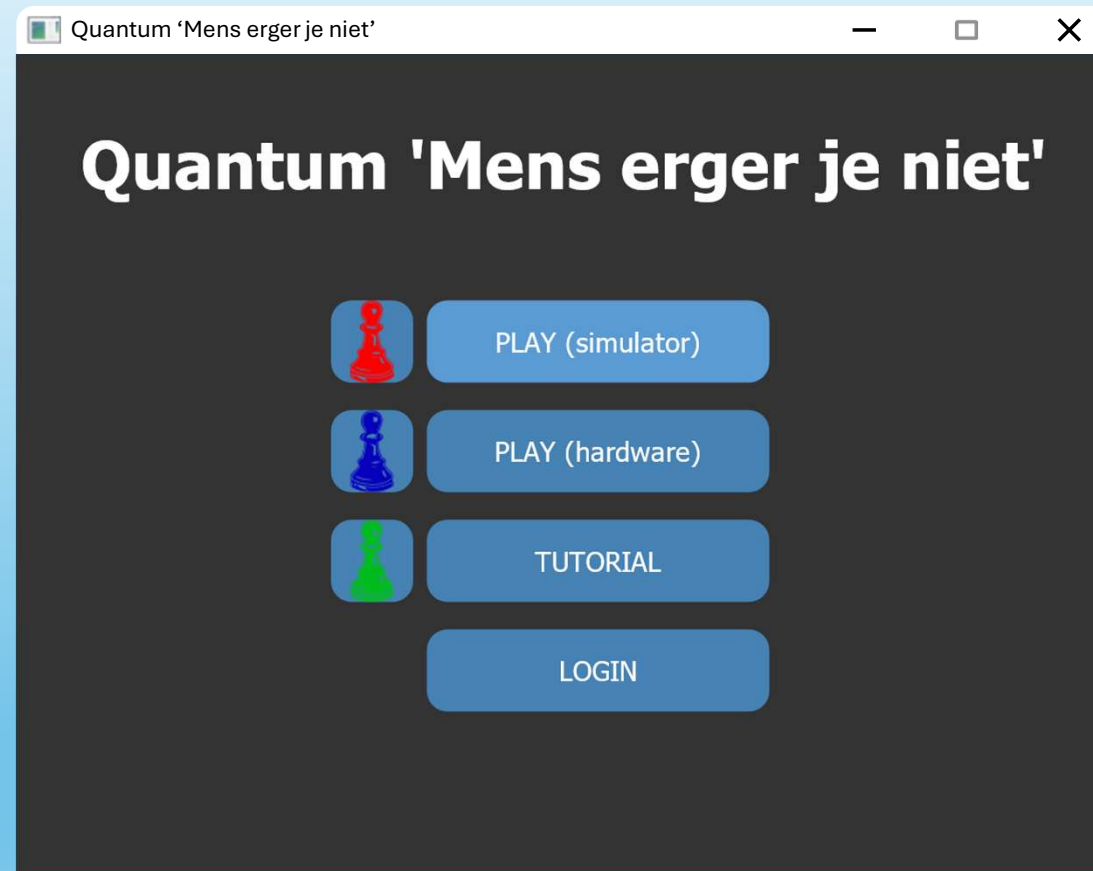 Quantum ‘Mens erger je niet’
Quantum 'Mens erger je niet'
PLAY (simulator)
PLAY (hardware)
TUTORIAL
LOGIN